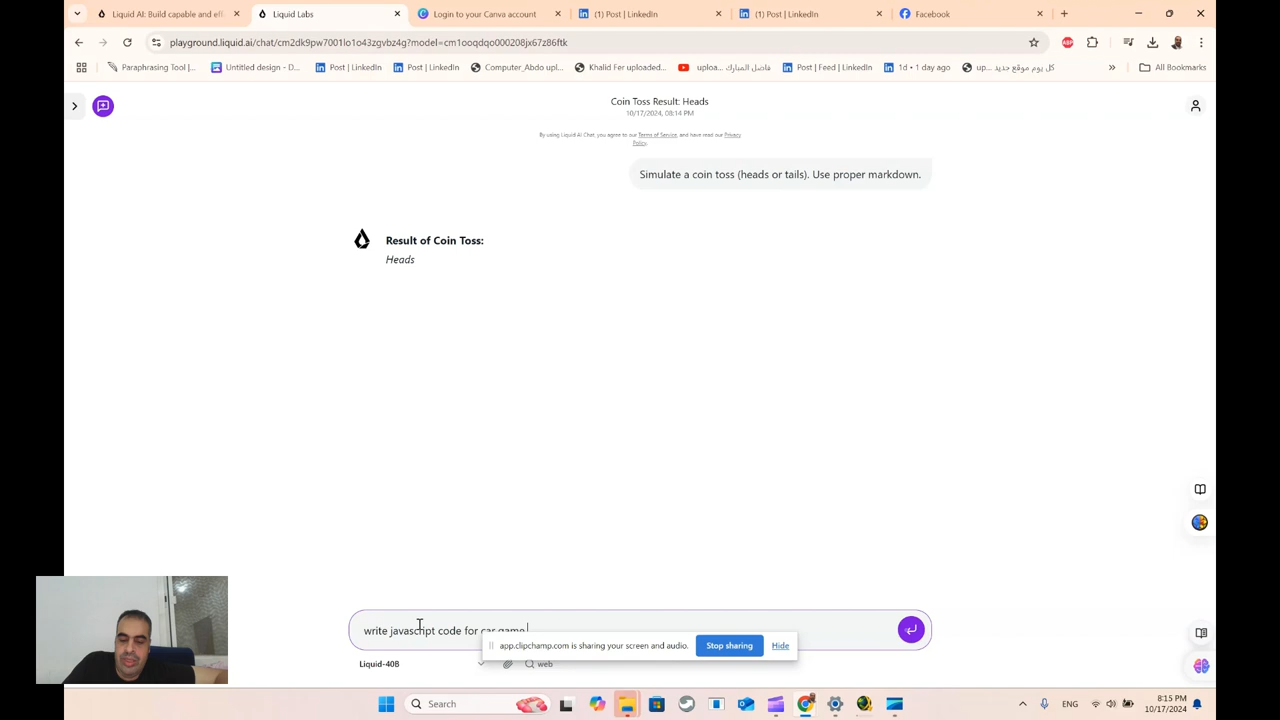 Liquid AI: Build capable and effi
Liquid Labs
Login to your Canva account
(1) Post | LinkedIn
(1) Post | LinkedIn
Facebook
playground.liquid.ai/chat/cm2dk9pw7001lo1o43zgvbz4g?model=cm1ooqdqo000208jx67z86ftk
ABP
Paraphrasing Tool |...
Untitled design - D...
Post | LinkedIn
Post | LinkedIn
Computer_Abdo upl...
Khalid Fer uploaded...
uploa... فاضل المبارك
Post | Feed | LinkedIn
1d • 1 day ago
up... كل يوم موقع جديد
All Bookmarks
Coin Toss Result: Heads
10/17/2024, 08:14 PM
By using Liquid AI Chat, you agree to our Terms of Service, and have read our Privacy
Policy.
Simulate a coin toss (heads or tails). Use proper markdown.
Result of Coin Toss:
Heads
write javascript code for car game
app.clipchamp.com is sharing your screen and audio.
Stop sharing
Hide
Liquid-40B
web
Search
ENG
8:15 PM
10/17/2024